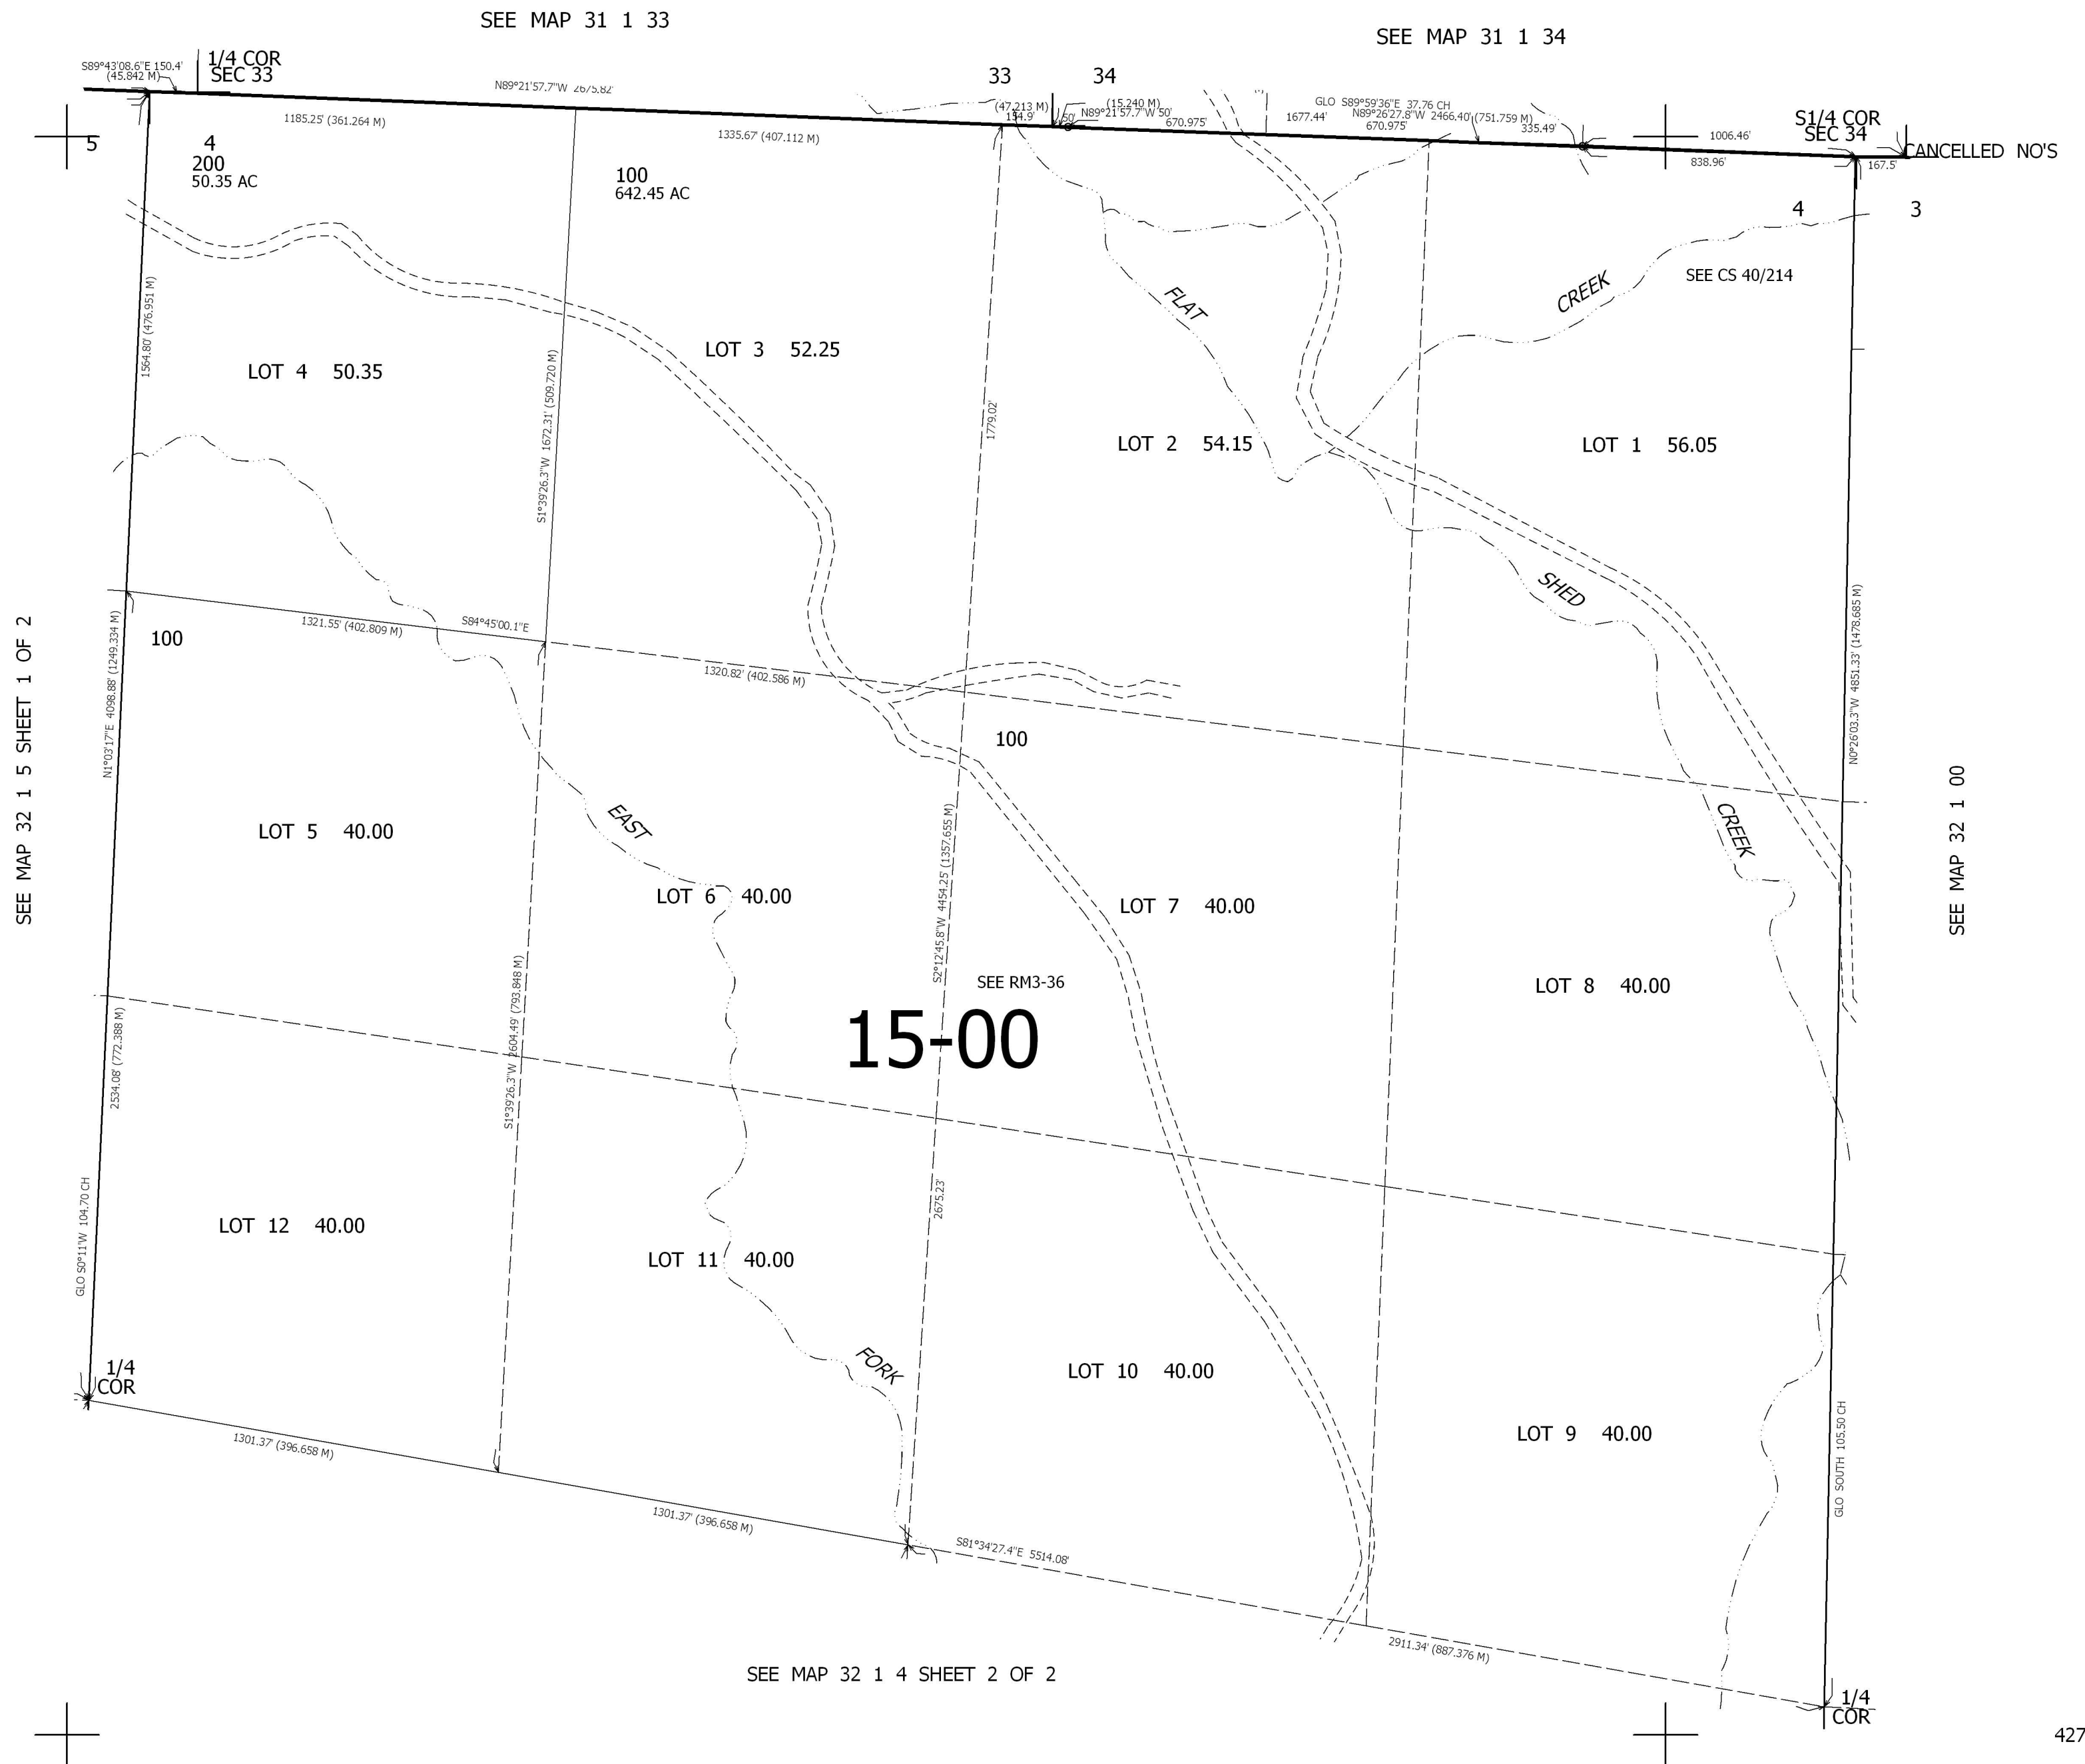 SEE MAP 31 1 33
SEE MAP 31 1 34
S89°43'08.6"E 150.4'
(45.842 M)
1/4 COR
SEC 33
N89°21'57.7"W 2675.82'
33
34
(47.213 M)
154.9'
50'
(15.240 M)
N89°21'57.7"W 50'
670.975'
1677.44'
GLO S89°59'36"E 37.76 CH
N89°26'27.8"W 2466.40' (751.759 M)
670.975'
335.49'
1006.46'
S1/4 COR
SEC 34
838.96'
167.5'
CANCELLED NO'S
1185.25' (361.264 M)
1335.67' (407.112 M)
5
4
200
50.35 AC
100
642.45 AC
4
3
SEE CS 40/214
FLAT
CREEK
1564.80' (476.951 M)
S1°39'26.3"W 1672.31' (509.720 M)
1779.02'
LOT 4 50.35
LOT 3 52.25
LOT 2 54.15
LOT 1 56.05
SHED
CREEK
N0°26'03.3"W 4851.33' (1478.685 M)
1321.55' (402.809 M)
S84°45'00.1"E
1320.82' (402.586 M)
100
100
SEE MAP 32 1 5 SHEET 1 OF 2
N1°03'17"E 4098.88' (1249.334 M)
SEE MAP 32 1 00
LOT 5 40.00
EAST
LOT 6 40.00
LOT 7 40.00
LOT 8 40.00
S2°12'45.8"W 4454.25' (1357.655 M)
SEE RM3-36
15-00
2534.08' (772.388 M)
S1°39'26.3"W 2604.49' (793.848 M)
2675.23'
GLO S0°11'W 104.70 CH
LOT 12 40.00
LOT 11 40.00
LOT 10 40.00
LOT 9 40.00
FORK
GLO SOUTH 105.50 CH
1/4
COR
1301.37' (396.658 M)
1301.37' (396.658 M)
S81°34'27.4"E 5514.08'
2911.34' (887.376 M)
SEE MAP 32 1 4 SHEET 2 OF 2
1/4
COR
427